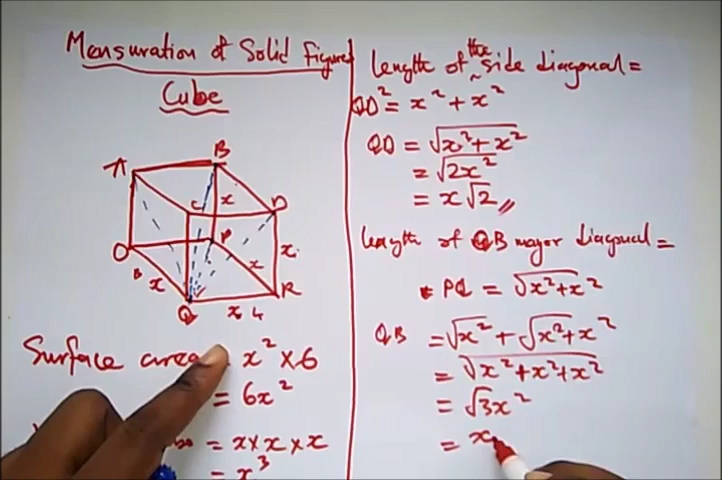 Mensuration of Solid Figured
Cube
A
B
C
D
x
O
P
x
x
x
Q
R
x
Surface area = x² × 6
= 6x²
= x × x × x
= x³
length of the side diagonal =
QD² = x² + x²
QD = √x² + x²
= √2x²
= x√2 //
length of QB major diagonal =
PQ = √x² + x²
QB = √x² + √x² + x²
= √x² + x² + x²
= √3x²
= x